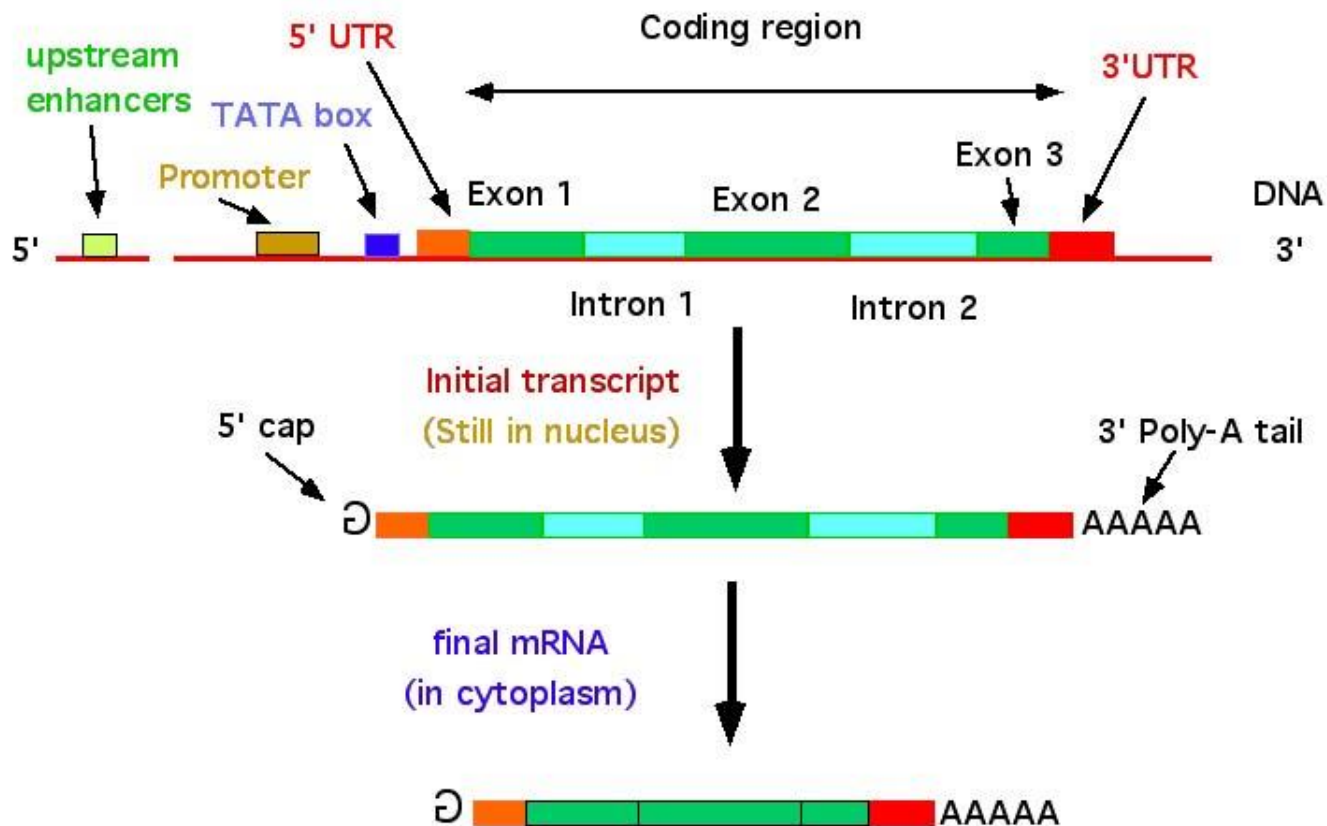 upstream
enhancers
5' UTR
Coding region
3'UTR
TATA box
Promoter
Exon 1
Exon 2
Exon 3
DNA
5'
3'
Intron 1
Intron 2
Initial transcript
(Still in nucleus)
5' cap
3' Poly-A tail
G
AAAAA
final mRNA
(in cytoplasm)
G
AAAAA